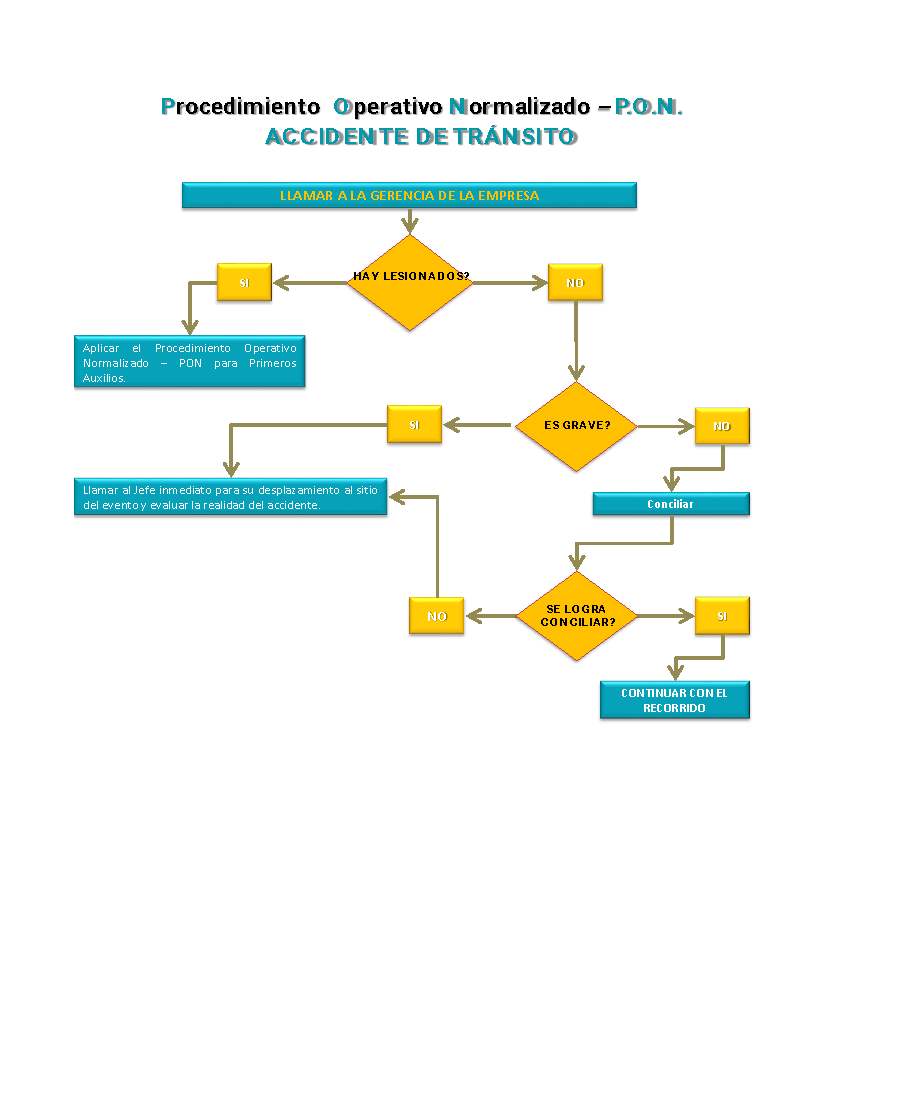 Procedimiento Operativo Normalizado – P.O.N.
ACCIDENTE DE TRÁNSITO
LLAMAR A LA GERENCIA DE LA EMPRESA
HAY LESIONADOS?
SI
NO
Aplicar el Procedimiento Operativo
Normalizado – PON para Primeros
Auxilios.
ES GRAVE?
SI
NO
Llamar al Jefe inmediato para su desplazamiento al sitio
del evento y evaluar la realidad del accidente.
Conciliar
SE LOGRA
CONCILIAR?
NO
SI
CONTINUAR CON EL
RECORRIDO